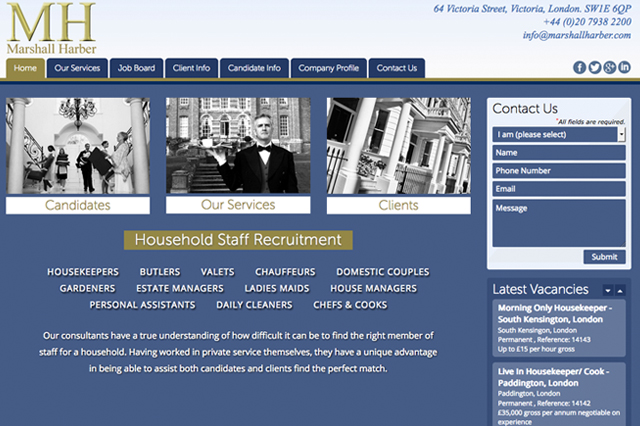 MH
Marshall Harber
64 Victoria Street, Victoria, London. SW1E 6QP
+44 (0)20 7938 2200
info@marshallharber.com
Home Our Services Job Board Client Info Candidate Info Company Profile Contact Us
Candidates
Our Services
Clients
Household Staff Recruitment
HOUSEKEEPERS BUTLERS VALETS CHAUFFEURS DOMESTIC COUPLES
GARDENERS ESTATE MANAGERS LADIES MAIDS HOUSE MANAGERS
PERSONAL ASSISTANTS DAILY CLEANERS CHEFS & COOKS
Our consultants have a true understanding of how difficult it can be to find the right member of
staff for a household. Having worked in private service themselves, they have a unique advantage
in being able to assist both candidates and clients find the perfect match.
Contact Us
*All fields are required.
I am (please select)
Name
Phone Number
Email
Message
Submit
Latest Vacancies
Morning Only Housekeeper -
South Kensington, London
South Kensington, London
Permanent , Reference: 14143
Up to £15 per hour gross
Live In Housekeeper/ Cook -
Paddington, London
Paddington, London
Permanent , Reference: 14142
£35,000 gross per annum negotiable on
experience